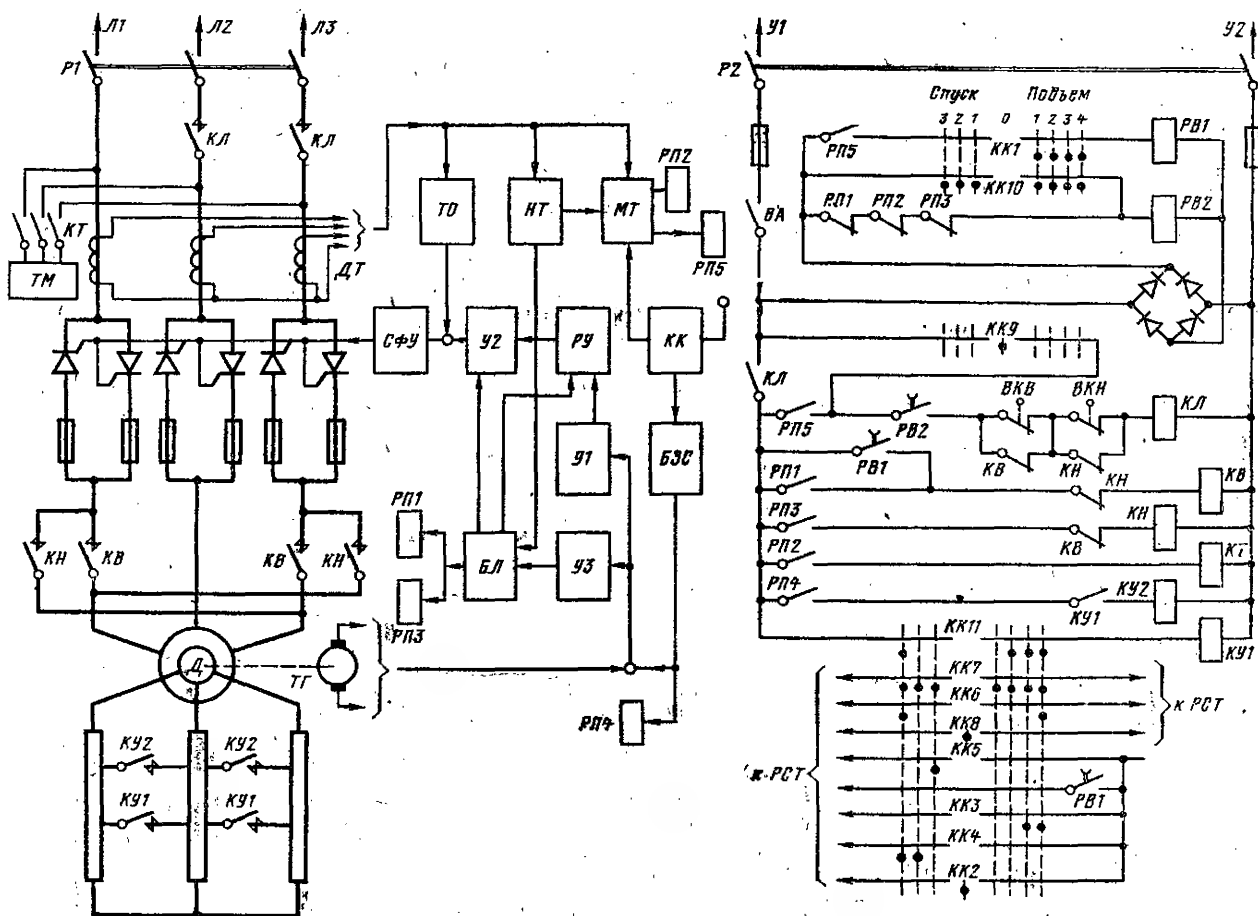 Л1 Л2 Л3
У1 У2
Р1
Р2
Спуск Подъем
3 2 1 0 1 2 3 4
КЛ КЛ
РП5 КК1 РВ1
РП2
КК10
ТО НТ МТ
ВА РП1 РП2 РП3 РВ2
КТ
ДТ
РП5
ТМ
СФУ У2 РУ КК
КК9
КЛ
ВКВ ВКН КЛ
РП5 РВ2
У1 БЗС
РВ1 КВ КН
РП1 КН КВ
РП1
РП3 КН
КН КВ КВ КН
БЛ У3
КВ
РП2 КТ
РП3
РП4 КУ2
КУ1
КК11 КУ1
Д ТГ
КК7
КК6 к РСТ
РП4
КК8
КУ2 КУ2
КК5
к РСТ
РВ1
КУ1 КУ1
КК3
КК4
КК2